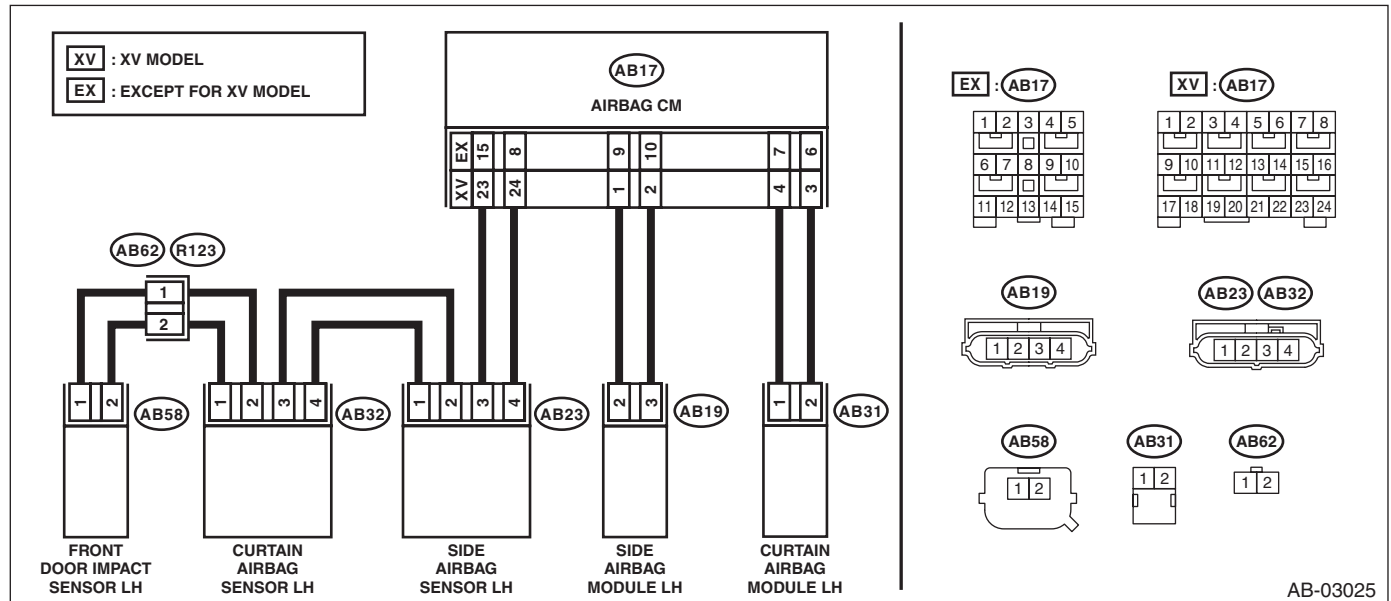 XV : XV MODEL
EX : EXCEPT FOR XV MODEL
AB17
AIRBAG CM
EX 15 8 9 10 7 6
XV 23 24 1 2 4 3
AB62 R123
1
2
1 2 AB58
1 2 3 4 AB32
1 2 3 4 AB23
2 3 AB19
1 2 AB31
FRONT
DOOR IMPACT
SENSOR LH
CURTAIN
AIRBAG
SENSOR LH
SIDE
AIRBAG
SENSOR LH
SIDE
AIRBAG
MODULE LH
CURTAIN
AIRBAG
MODULE LH
EX : AB17
1 2 3 4 5
6 7 8 9 10
11 12 13 14 15
XV : AB17
1 2 3 4 5 6 7 8
9 10 11 12 13 14 15 16
17 18 19 20 21 22 23 24
AB19
1 2 3 4
AB23 AB32
1 2 3 4
AB58
1 2
AB31
1 2
AB62
1 2
AB-03025